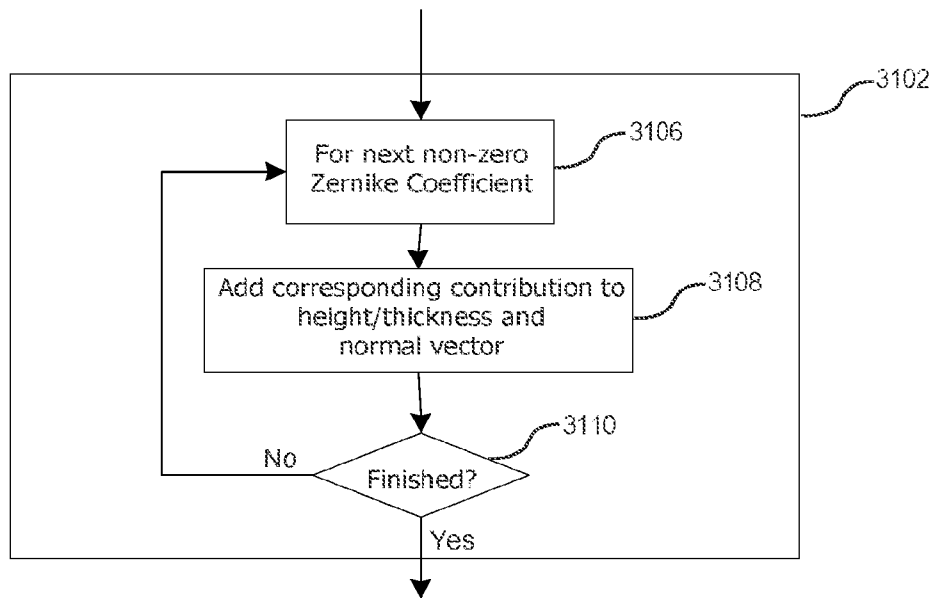 3102
3106
For next non-zero
Zernike Coefficient
3108
Add corresponding contribution to
height/thickness and
normal vector
3110
No
Finished?
Yes